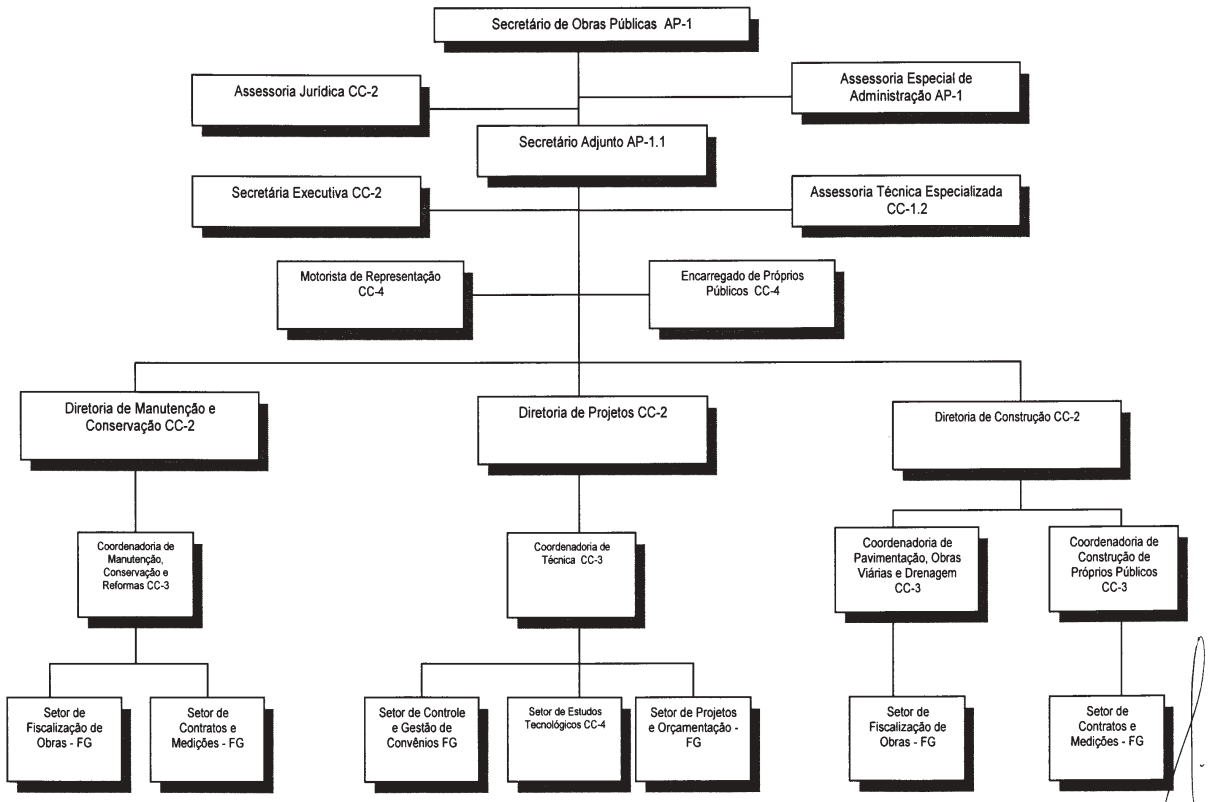 Secretário de Obras Públicas AP-1
Assessoria Jurídica CC-2
Assessoria Especial de
Administração AP-1
Secretário Adjunto AP-1.1
Secretária Executiva CC-2
Assessoria Técnica Especializada
CC-1.2
Motorista de Representação
CC-4
Encarregado de Próprios
Públicos CC-4
Diretoria de Manutenção e
Conservação CC-2
Diretoria de Projetos CC-2
Diretoria de Construção CC-2
Coordenadoria de
Manutenção,
Conservação e
Reformas CC-3
Coordenadoria de
Técnica CC-3
Coordenadoria de
Pavimentação, Obras
Viárias e Drenagem
CC-3
Coordenadoria de
Construção de
Próprios Públicos
CC-3
Setor de
Fiscalização de
Obras - FG
Setor de
Contratos e
Medições - FG
Setor de Controle
e Gestão de
Convênios FG
Setor de Estudos
Tecnológicos CC-4
Setor de Projetos
e Orçamentação -
FG
Setor de
Fiscalização de
Obras - FG
Setor de
Contratos e
Medições - FG